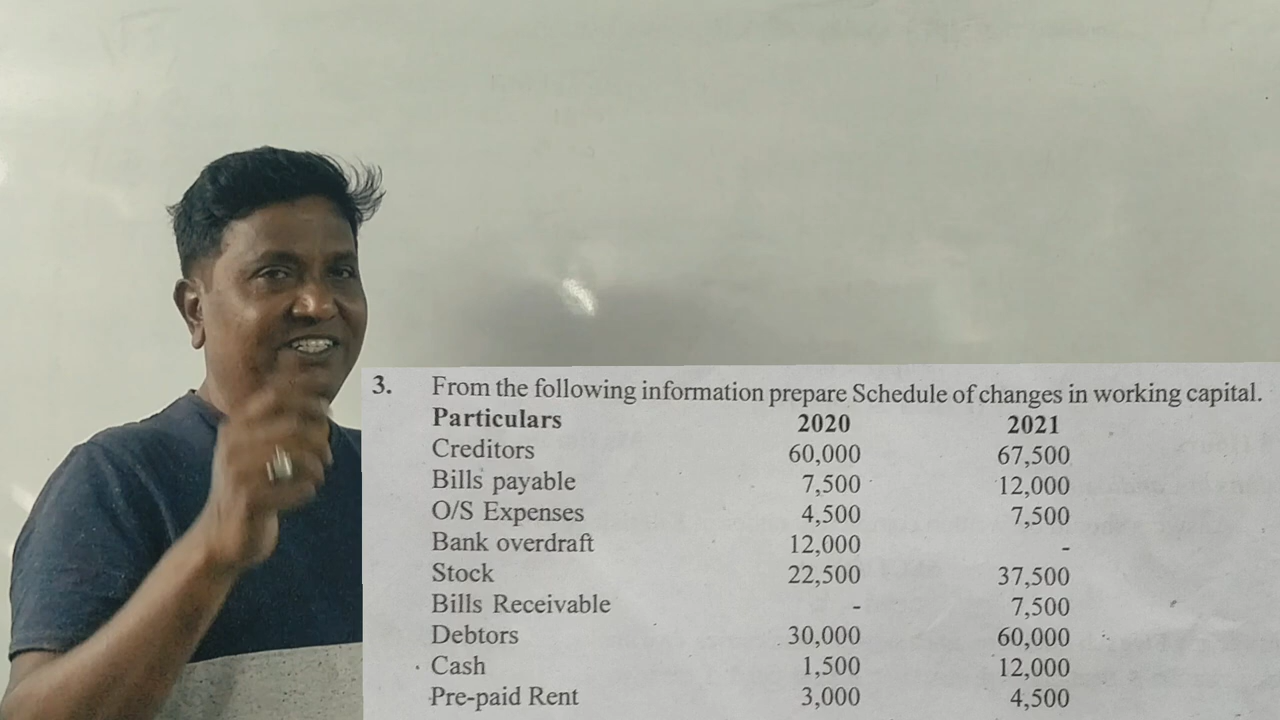 3. From the following information prepare Schedule of changes in working capital.
Particulars 2020 2021
Creditors 60,000 67,500
Bills payable 7,500 12,000
O/S Expenses 4,500 7,500
Bank overdraft 12,000 -
Stock 22,500 37,500
Bills Receivable - 7,500
Debtors 30,000 60,000
Cash 1,500 12,000
Pre-paid Rent 3,000 4,500